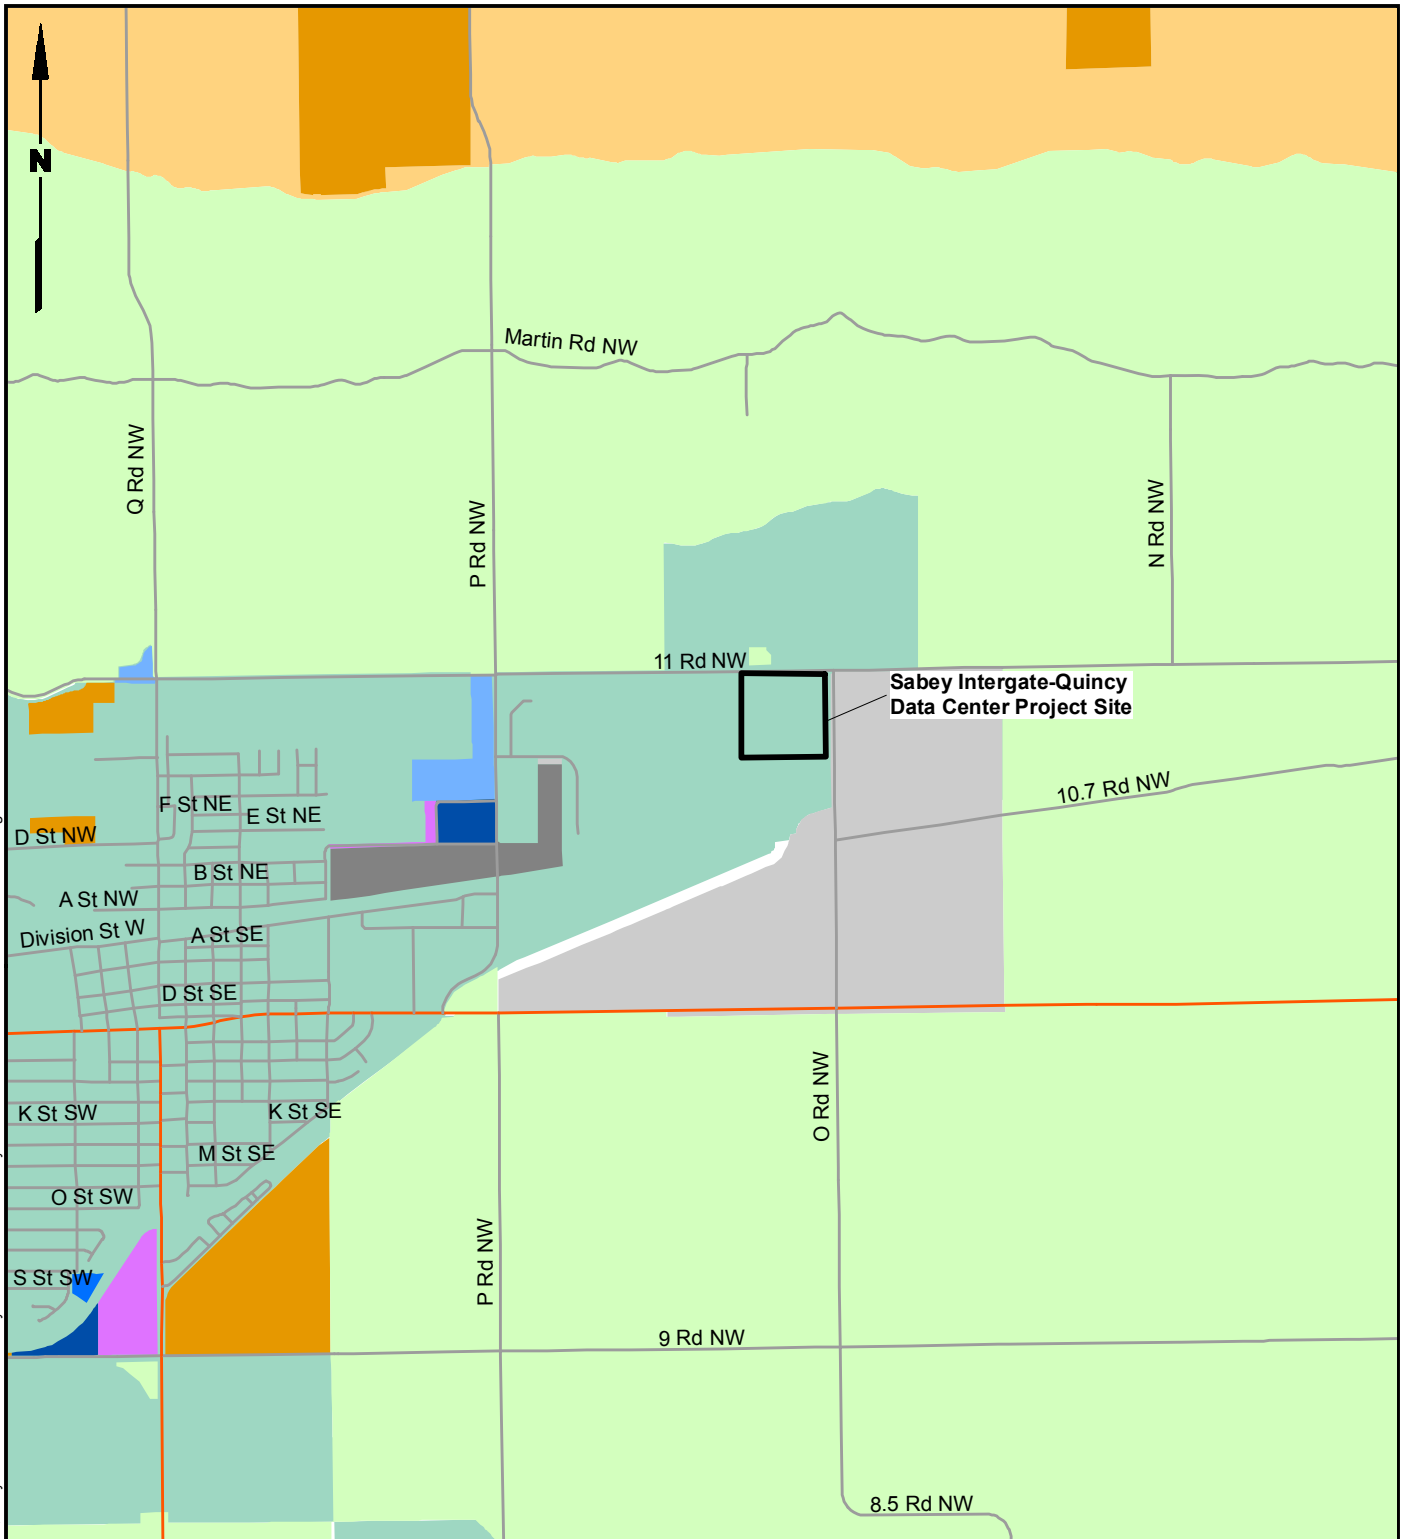 N
Martin Rd NW
Q Rd NW
P Rd NW
N Rd NW
11 Rd NW
Sabey Intergate-Quincy
Data Center Project Site
10.7 Rd NW
F St NE
E St NE
D St NW
B St NE
A St NW
Division St W
A St SE
D St SE
O Rd NW
K St SW
K St SE
M St SE
O St SW
P Rd NW
S St SW
9 Rd NW
8.5 Rd NW